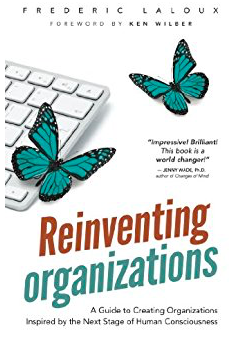 FREDERIC LALOUX
FOREWORD BY KEN WILBER
"Impressive! Brilliant!
This book is a
world changer!"
— JENNY WADE, Ph.D.
author of Changes of Mind
Reinventing
organizations
A Guide to Creating Organizations
Inspired by the Next Stage of Human Consciousness